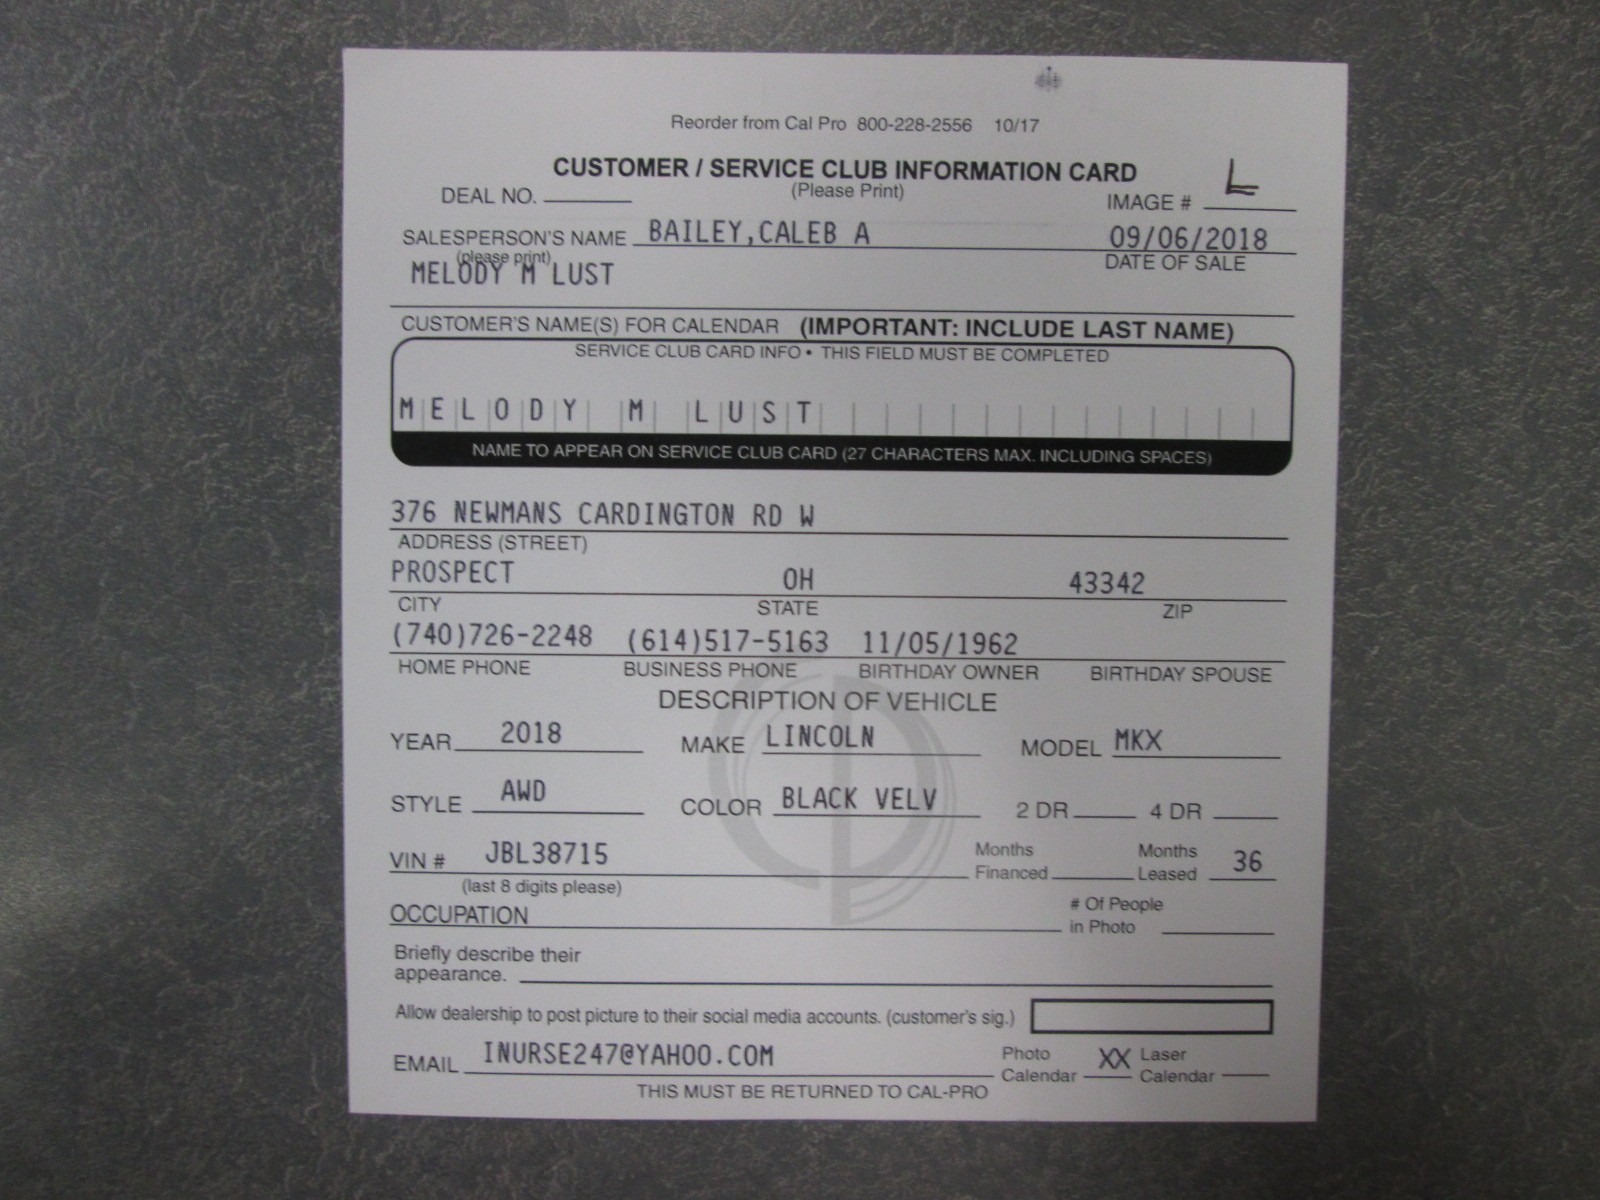 Reorder from Cal Pro 800-228-2556 10/17
CUSTOMER / SERVICE CLUB INFORMATION CARD
DEAL NO. (Please Print) IMAGE # L
SALESPERSON'S NAME BAILEY,CALEB A 09/06/2018
(please print) DATE OF SALE
MELODY M LUST
CUSTOMER'S NAME(S) FOR CALENDAR (IMPORTANT: INCLUDE LAST NAME)
SERVICE CLUB CARD INFO • THIS FIELD MUST BE COMPLETED
MELODY M LUST
NAME TO APPEAR ON SERVICE CLUB CARD (27 CHARACTERS MAX. INCLUDING SPACES)
376 NEWMANS CARDINGTON RD W
ADDRESS (STREET)
PROSPECT OH 43342
CITY STATE ZIP
(740)726-2248 (614)517-5163 11/05/1962
HOME PHONE BUSINESS PHONE BIRTHDAY OWNER BIRTHDAY SPOUSE
DESCRIPTION OF VEHICLE
YEAR 2018 MAKE LINCOLN MODEL MKX
STYLE AWD COLOR BLACK VELV 2 DR 4 DR
VIN # JBL38715 Months Financed Months Leased 36
(last 8 digits please)
OCCUPATION # Of People in Photo
Briefly describe their
appearance.
Allow dealership to post picture to their social media accounts. (customer's sig.)
EMAIL INURSE247@YAHOO.COM Photo Calendar XX Laser Calendar
THIS MUST BE RETURNED TO CAL-PRO